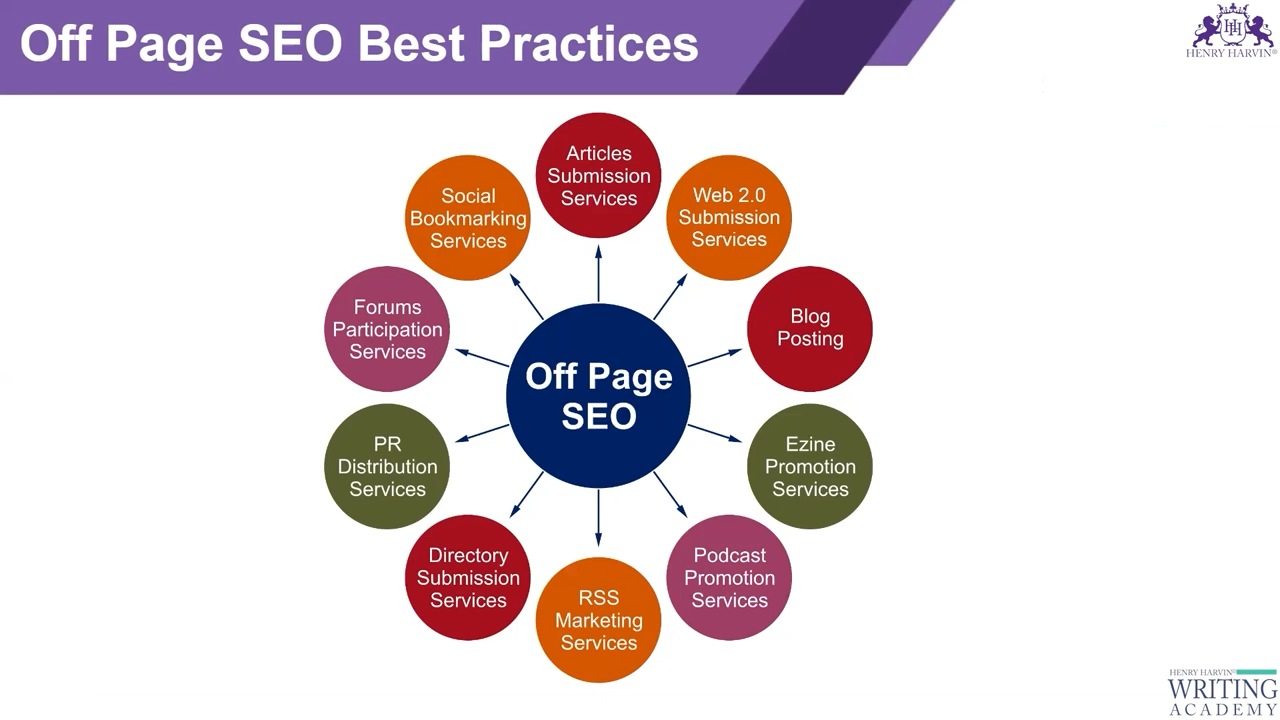 Off Page SEO Best Practices
HENRY HARVIN®
Articles
Submission
Services
Web 2.0
Submission
Services
Blog
Posting
Ezine
Promotion
Services
Podcast
Promotion
Services
RSS
Marketing
Services
Directory
Submission
Services
PR
Distribution
Services
Forums
Participation
Services
Social
Bookmarking
Services
Off Page
SEO
HENRY HARVIN®
WRITING
ACADEMY